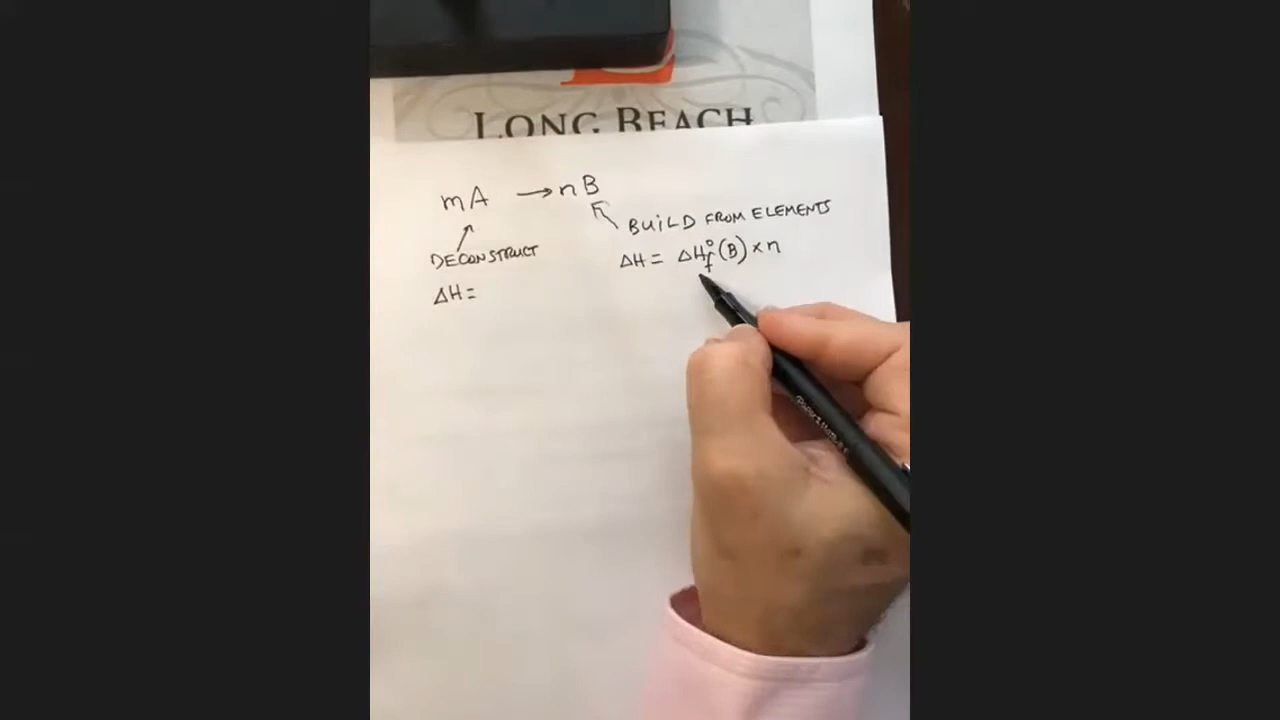 LONG BEACH
mA → nB
BUILD FROM ELEMENTS
DECONSTRUCT
ΔH = ΔH°f (B) × n
ΔH =